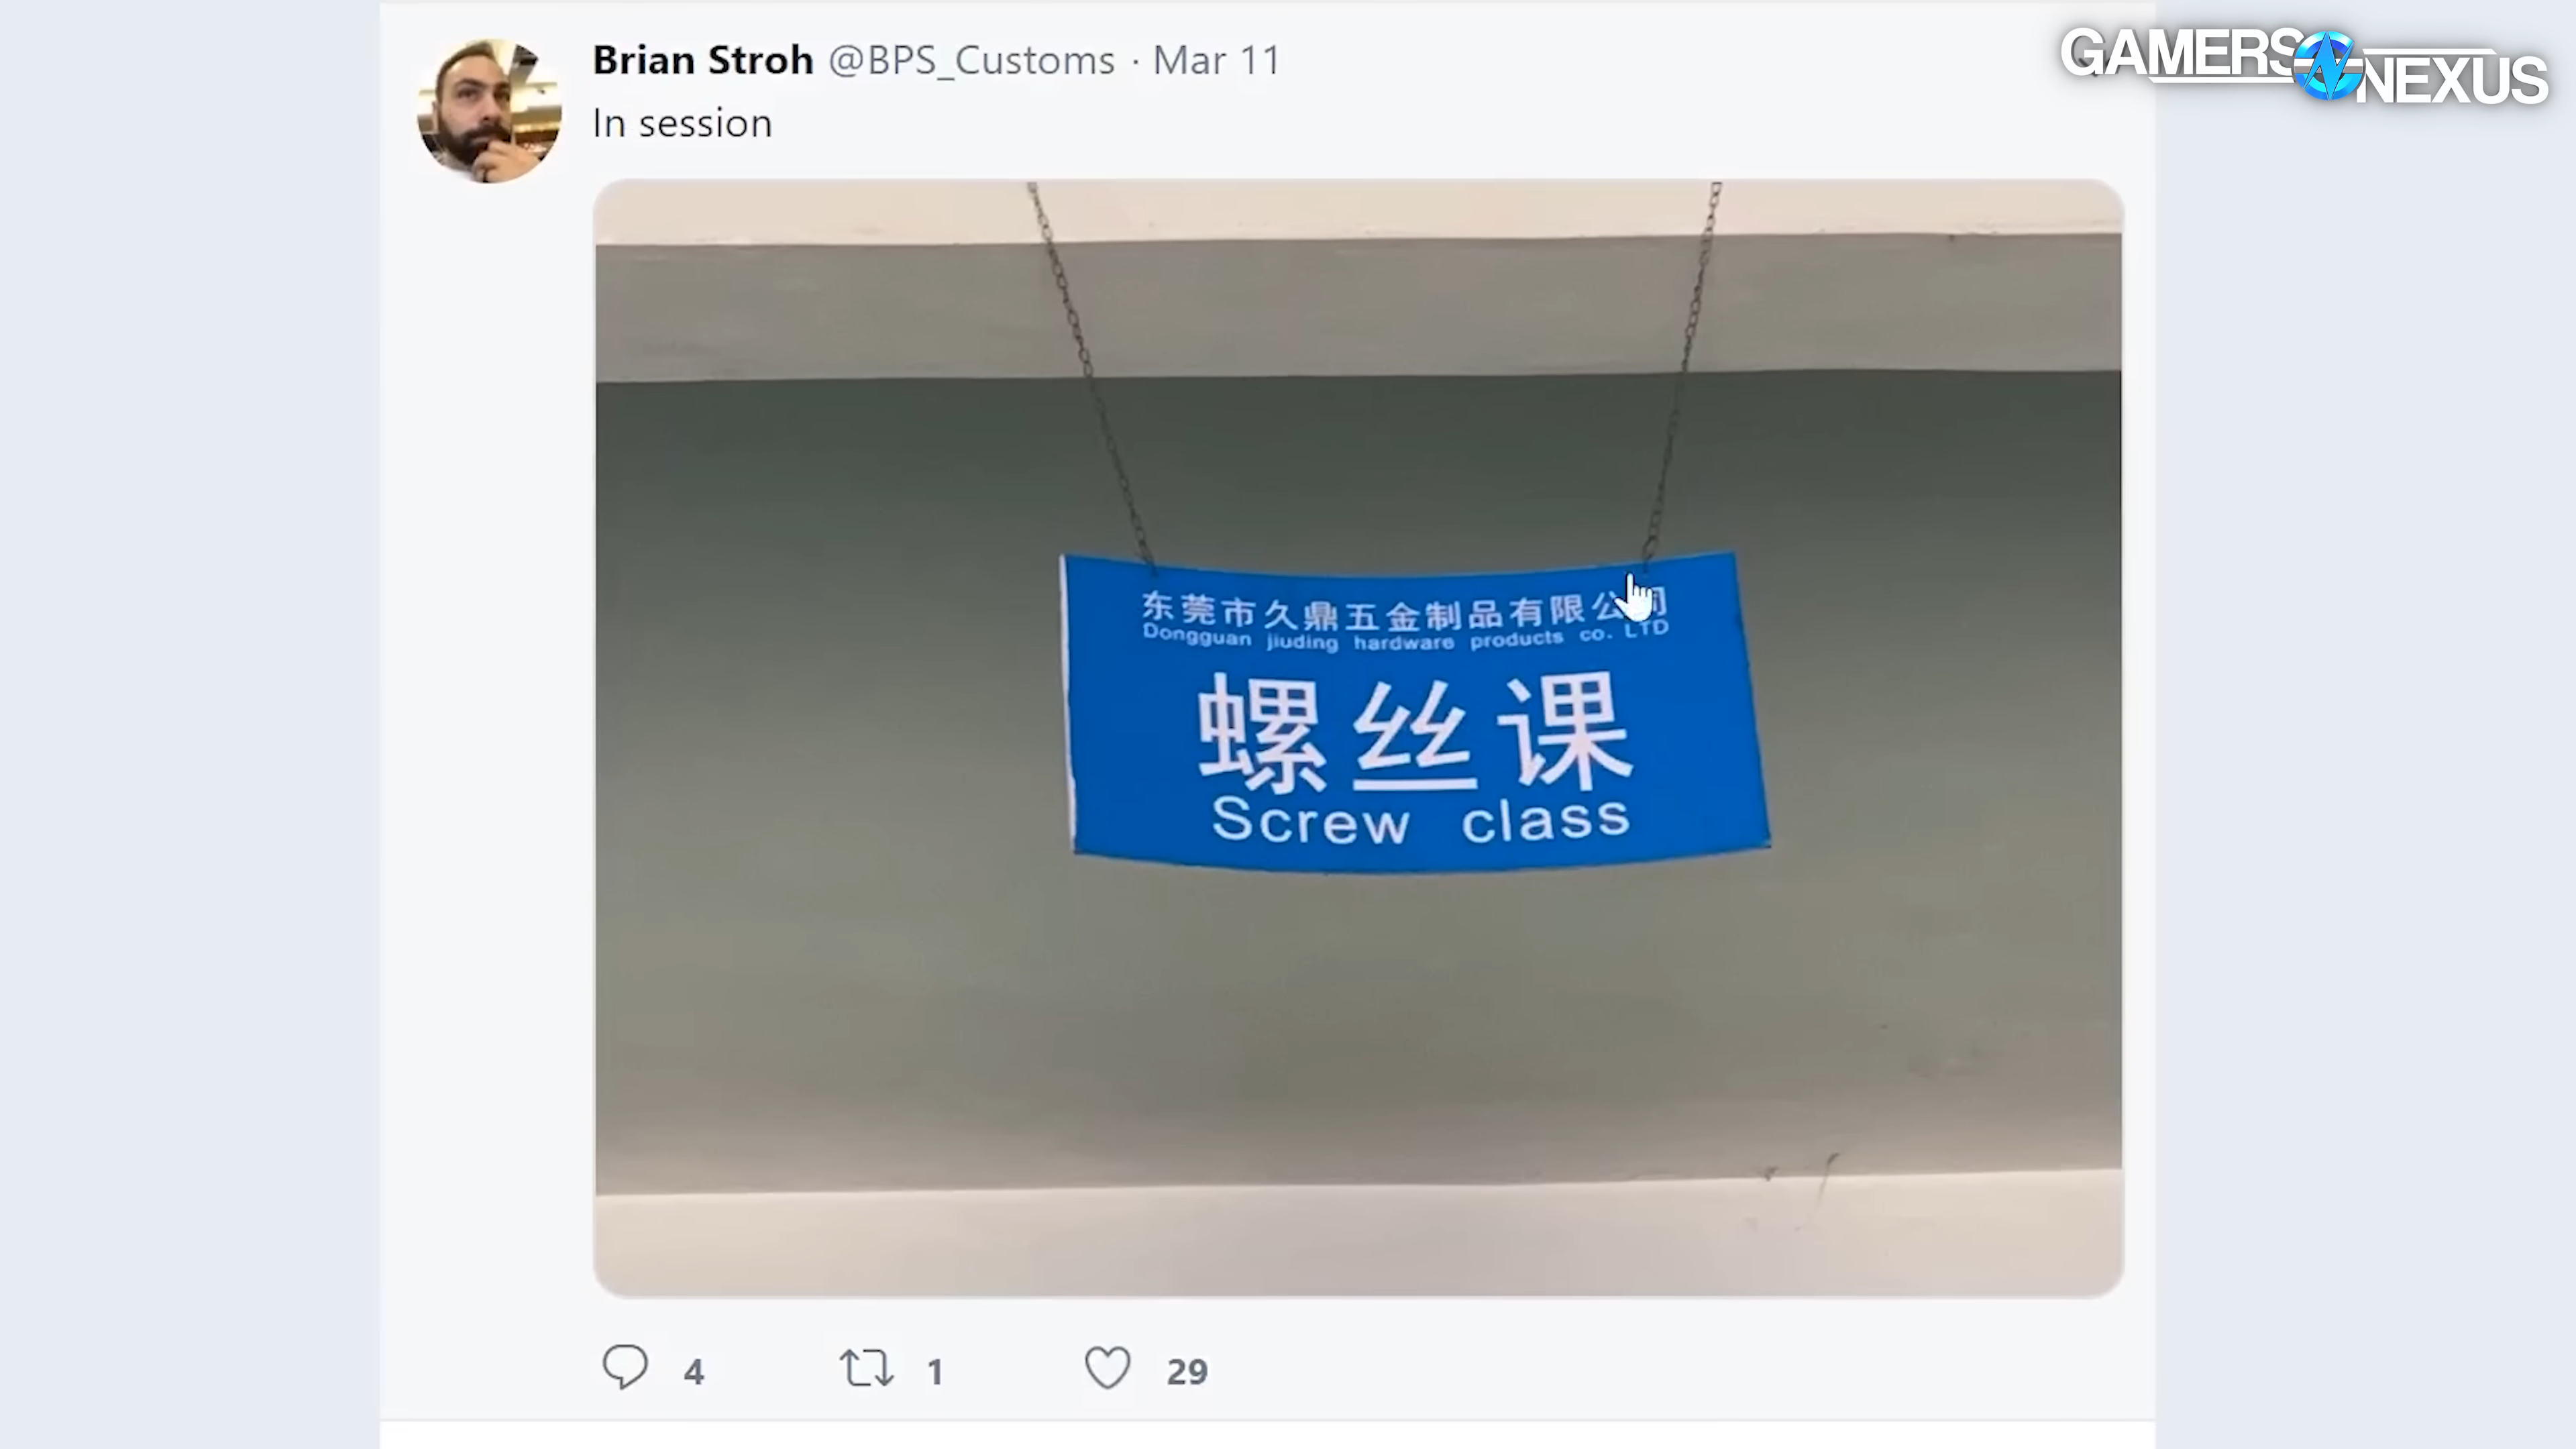 GAMERS NEXUS
Brian Stroh @BPS_Customs · Mar 11
In session
东莞市久鼎五金制品有限公司
Dongguan jiuding hardware products co. LTD
螺丝课
Screw class
4 1 29